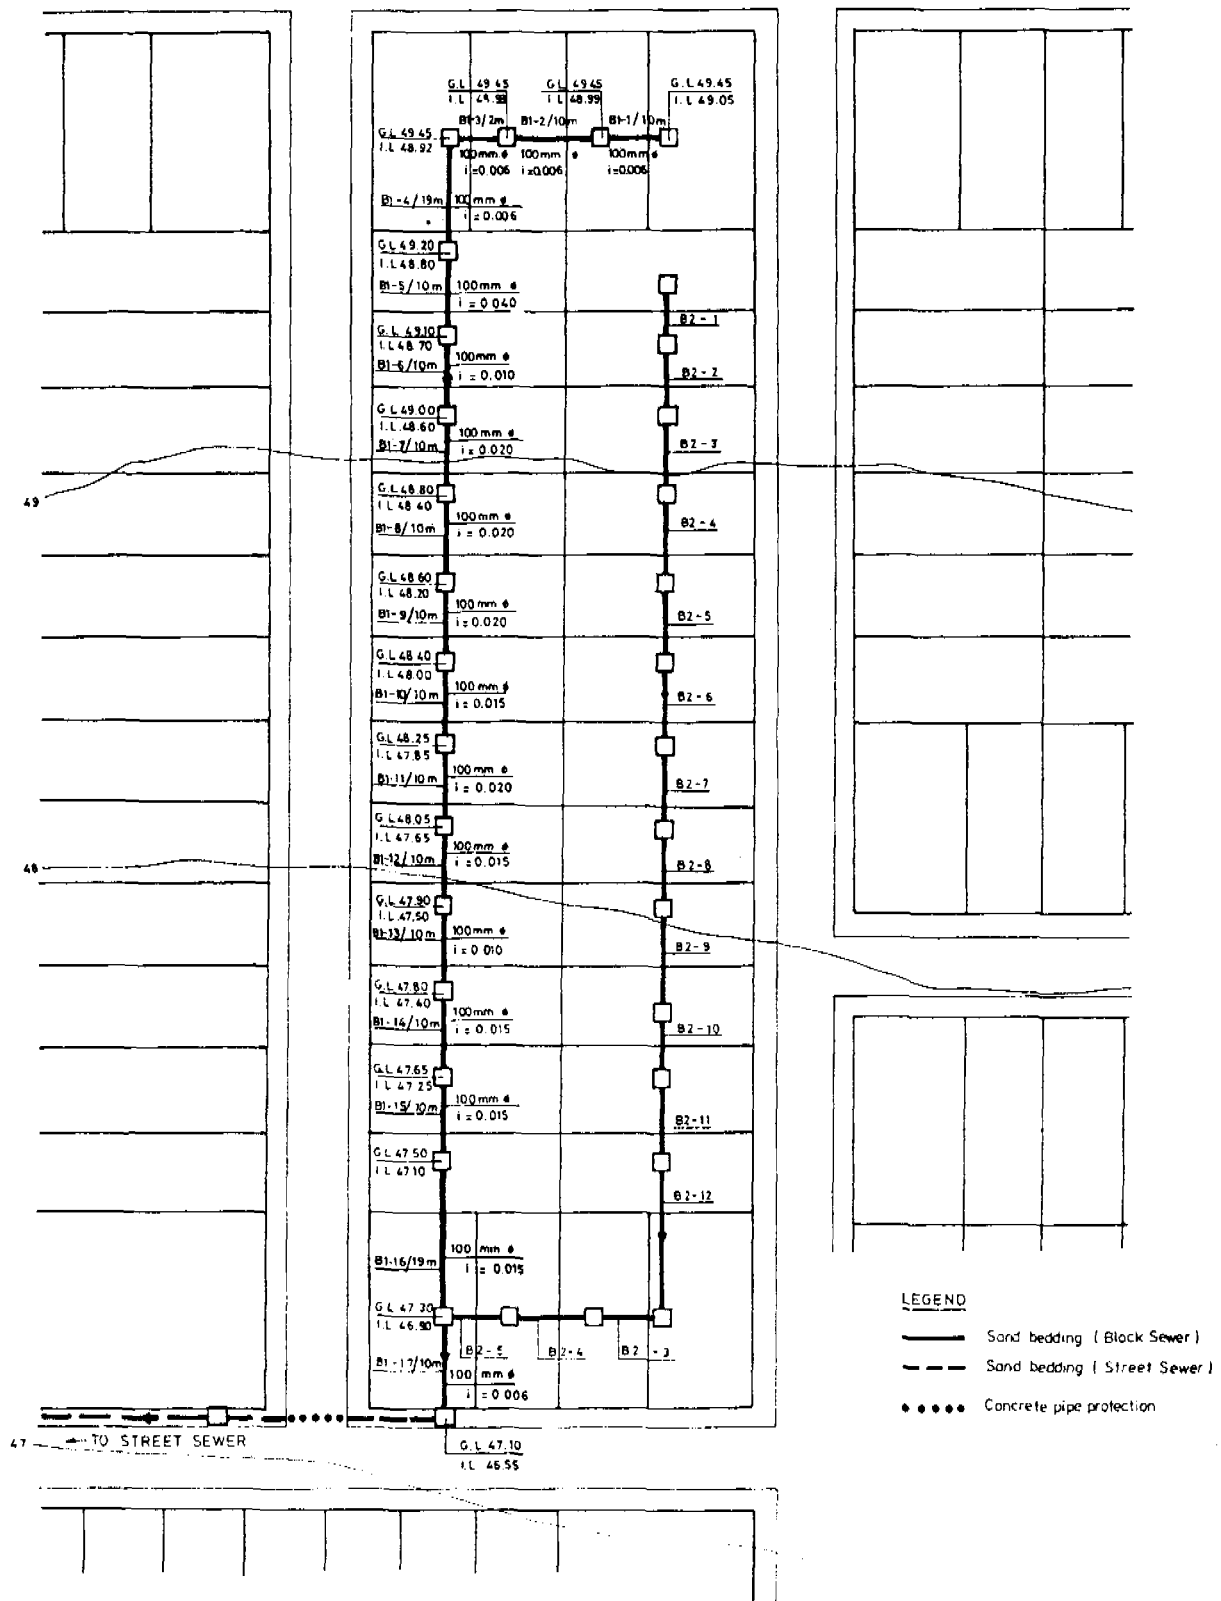 G.L 49.45
I.L 48.98
G.L 49.45
I.L 48.99
G.L 49.45
I.L 49.05
B1-3/2m
B1-2/10m
B1-1/10m
G.L 49.45
I.L 48.92
100mm ø
i=0.006
100mm ø
i=0.006
100mm ø
i=0.006
B1-4/19m
100mm ø
i=0.006
G.L 49.20
I.L 48.80
B1-5/10m
100mm ø
i=0.040
B2-1
G.L 49.10
I.L 48.70
B1-6/10m
100mm ø
i=0.010
B2-2
G.L 49.00
I.L 48.60
B1-7/10m
100mm ø
i=0.020
B2-3
49
G.L 48.80
I.L 48.40
B1-8/10m
100mm ø
i=0.020
B2-4
G.L 48.60
I.L 48.20
B1-9/10m
100mm ø
i=0.020
B2-5
G.L 48.40
I.L 48.00
B1-10/10m
100mm ø
i=0.015
B2-6
G.L 48.25
I.L 47.85
B1-11/10m
100mm ø
i=0.020
B2-7
G.L 48.05
I.L 47.65
B1-12/10m
100mm ø
i=0.015
B2-8
48
G.L 47.90
I.L 47.50
B1-13/10m
100mm ø
i=0.010
B2-9
G.L 47.80
I.L 47.40
B1-14/10m
100mm ø
i=0.015
B2-10
G.L 47.65
I.L 47.25
B1-15/10m
100mm ø
i=0.015
B2-11
G.L 47.50
I.L 47.10
B2-12
B1-16/19m
100 mm ø
i=0.015
G.L 47.30
I.L 46.90
B2-5
B2-4
B2-3
B1-17/10m
100 mm ø
i=0.006
47
TO STREET SEWER
G.L 47.10
I.L 46.55
LEGEND
Sand bedding (Block Sewer)
Sand bedding (Street Sewer)
Concrete pipe protection